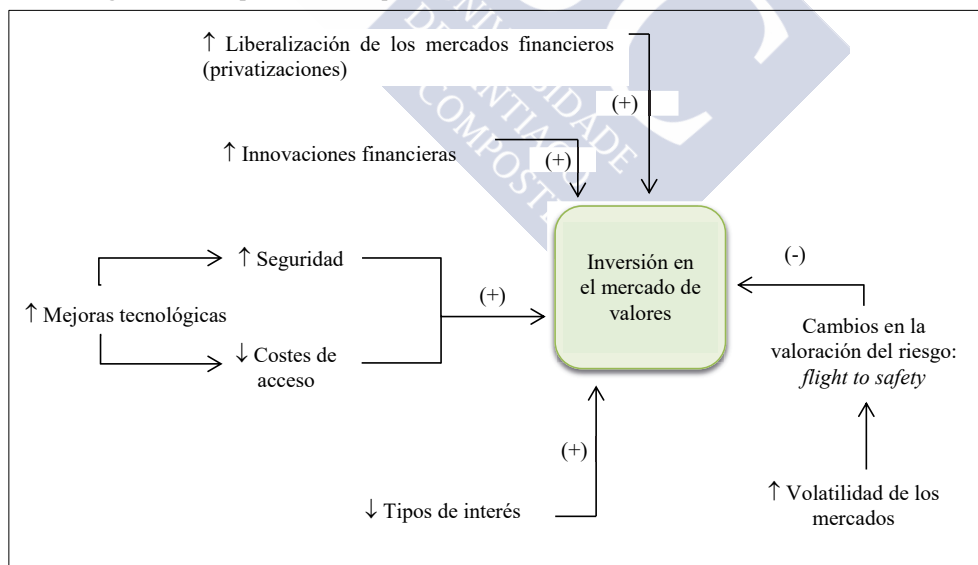 ↑ Liberalización de los mercados financieros
(privatizaciones)
(+)
↑ Innovaciones financieras
(+)
↑ Seguridad
(+)
↑ Mejoras tecnológicas
↓ Costes de
acceso
Inversión en
el mercado de
valores
(-)
Cambios en la
valoración del riesgo:
flight to safety
(+)
↓ Tipos de interés
↑ Volatilidad de los
mercados